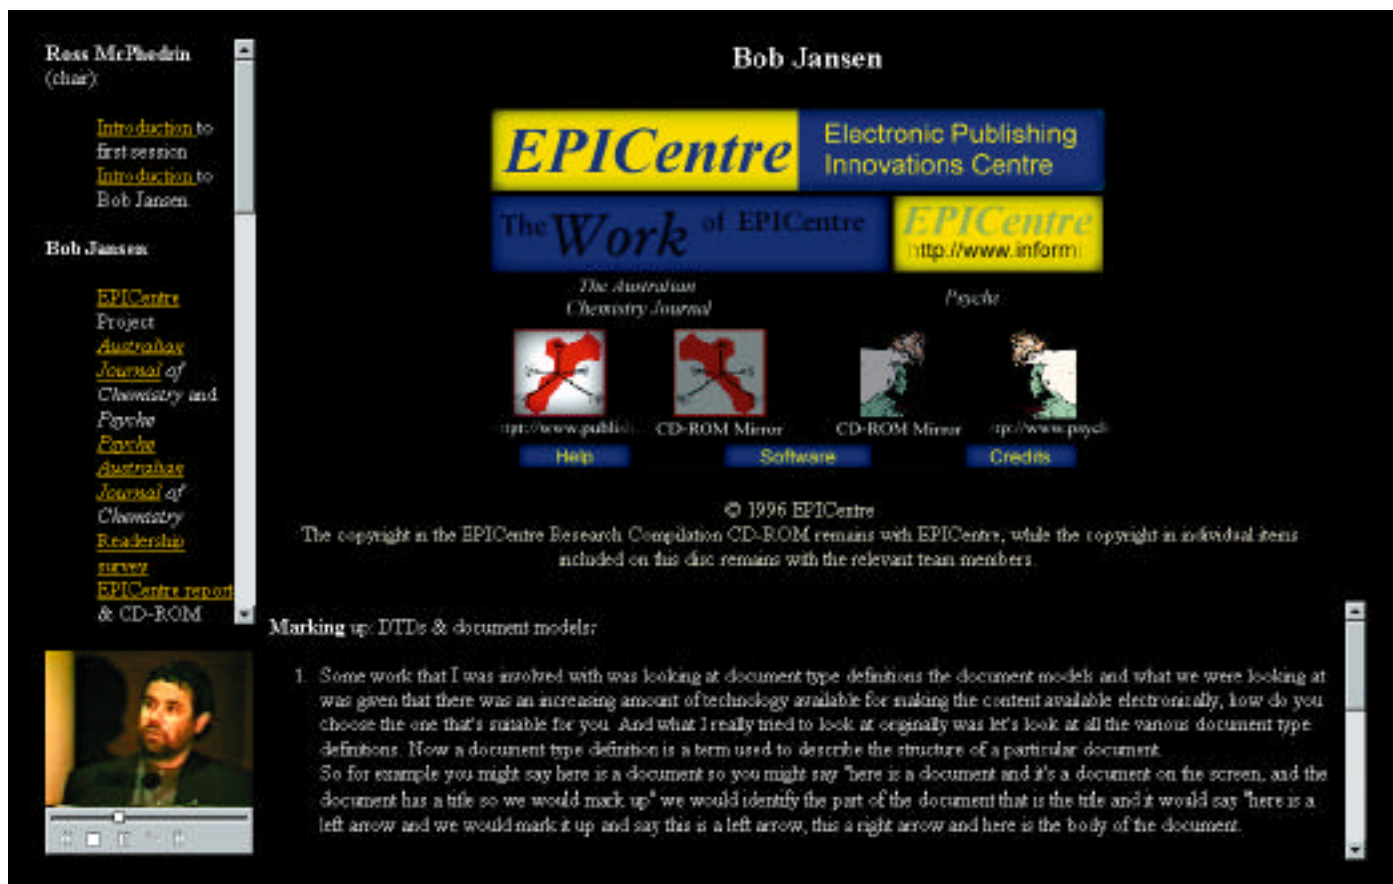 Ross McPhedrin
(chair):
Introduction to
first session
Introduction to
Bob Jansen
Bob Jansen
EPICentre
Project
Australian
Journal of
Chemistry and
Psyche
Psyche
Australian
Journal of
Chemistry
Readership
survey
EPICentre report
& CD-ROM
Bob Jansen
EPICentre
Electronic Publishing
Innovations Centre
The Work of EPICentre
EPICentre
http://www.informi
The Australian
Chemistry Journal
Psyche
ttp://www.publish CD-ROM Mirror CD-ROM Mirror ttp://www.psych
Help Software Credits
© 1996 EPICentre
The copyright in the EPICentre Research Compilation CD-ROM remains with EPICentre, while the copyright in individual items
included on this disc remains with the relevant team members.
Marking up: DTDs & document models:
1. Some work that I was involved with was looking at document type definitions the document models and what we were looking at
was given that there was an increasing amount of technology available for making the content available electronically, how do you
choose the one that's suitable for you. And what I really tried to look at originally was let's look at all the various document type
definitions. Now a document type definition is a term used to describe the structure of a particular document.
So for example you might say here is a document so you might say "here is a document and it's a document on the screen, and the
document has a title so we would mark up" we would identify the part of the document that is the title and it would say "here is a
left arrow and we would mark it up and say this is a left arrow, this a right arrow and here is the body of the document.